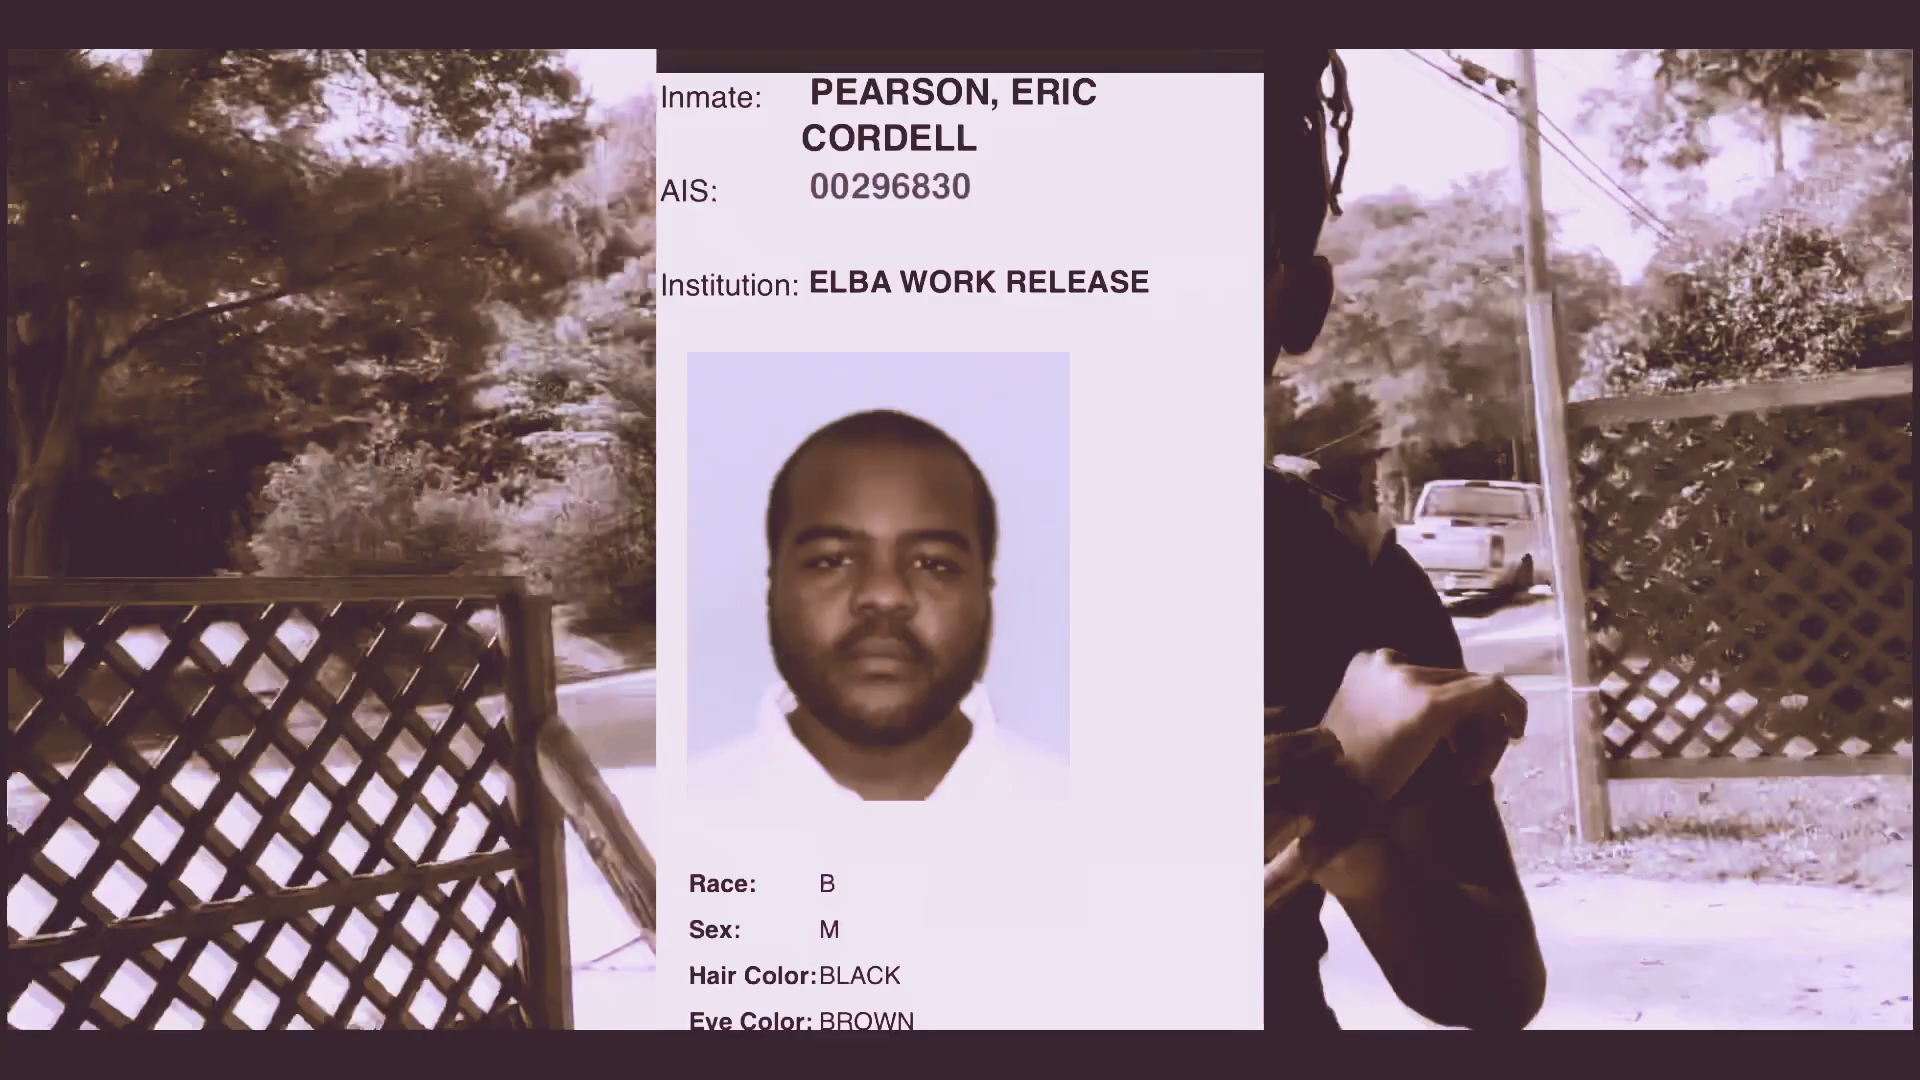 Inmate: PEARSON, ERIC
CORDELL
AIS: 00296830
Institution: ELBA WORK RELEASE
Race: B
Sex: M
Hair Color: BLACK
Eye Color: BROWN